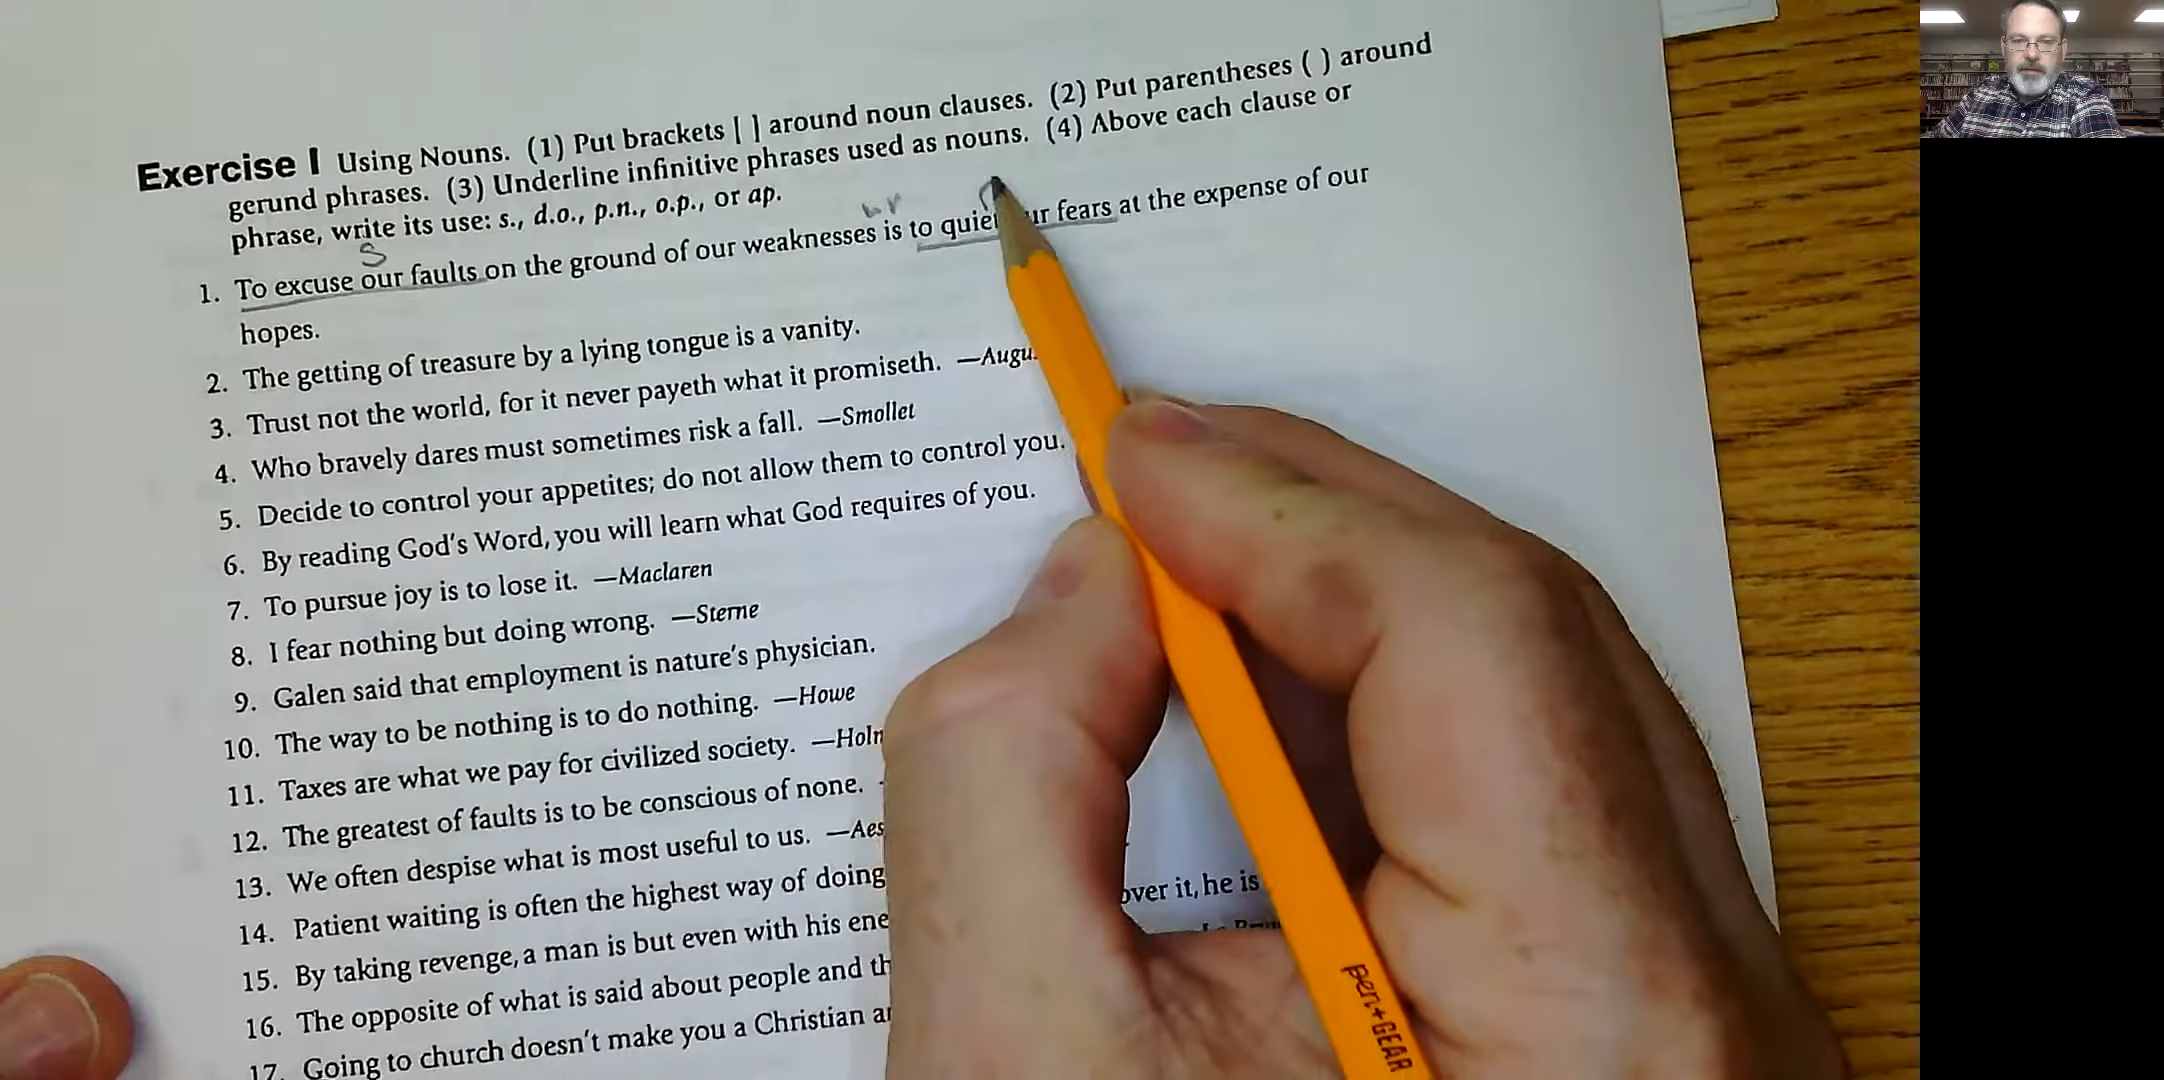 Exercise I Using Nouns. (1) Put brackets [ ] around noun clauses. (2) Put parentheses ( ) around
gerund phrases. (3) Underline infinitive phrases used as nouns. (4) Above each clause or
phrase, write its use: s., d.o., p.n., o.p., or ap.
S
1. To excuse our faults on the ground of our weaknesses is to quiet our fears at the expense of our
hopes.
2. The getting of treasure by a lying tongue is a vanity.
3. Trust not the world, for it never payeth what it promiseth. —Augu
4. Who bravely dares must sometimes risk a fall. —Smollet
5. Decide to control your appetites; do not allow them to control you.
6. By reading God's Word, you will learn what God requires of you.
7. To pursue joy is to lose it. —Maclaren
8. I fear nothing but doing wrong. —Sterne
9. Galen said that employment is nature's physician.
10. The way to be nothing is to do nothing. —Howe
11. Taxes are what we pay for civilized society. —Holm
12. The greatest of faults is to be conscious of none.
13. We often despise what is most useful to us. —Aes
14. Patient waiting is often the highest way of doing
15. By taking revenge, a man is but even with his ene over it, he is
16. The opposite of what is said about people and th
17. Going to church doesn't make you a Christian a
pen+GEAR